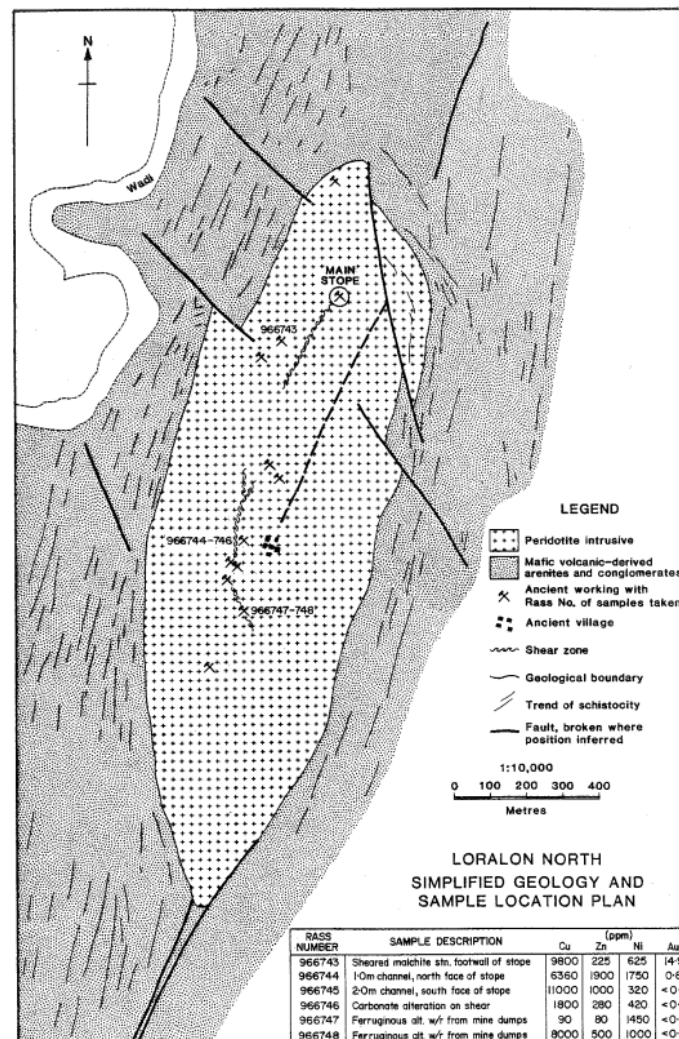 N
Wadi
'MAIN'
STOPE
966743
966744-746
966747-748
LEGEND
Peridotite intrusive
Mafic volcanic-derived
arenites and conglomerates
Ancient working with
Rass No. of samples taken
Ancient village
Shear zone
Geological boundary
Trend of schistocity
Fault, broken where
position inferred
1:10,000
0 100 200 300 400
Metres
LORALON NORTH
SIMPLIFIED GEOLOGY AND
SAMPLE LOCATION PLAN
RASS NUMBER SAMPLE DESCRIPTION (ppm) Cu Zn Ni Au
966743 Sheared malchite stn. footwall of stope 9800 225 625
966744 1·0m channel, north face of stope 6360 1900 1750
966745 2·0m channel, south face of stope 11000 1000 320
966746 Carbonate alteration on shear 1800 280 420
966747 Ferruginous alt. w/r from mine dumps 90 80 1450
966748 Ferruginous alt. w/r from mine dumps 8000 500 1000